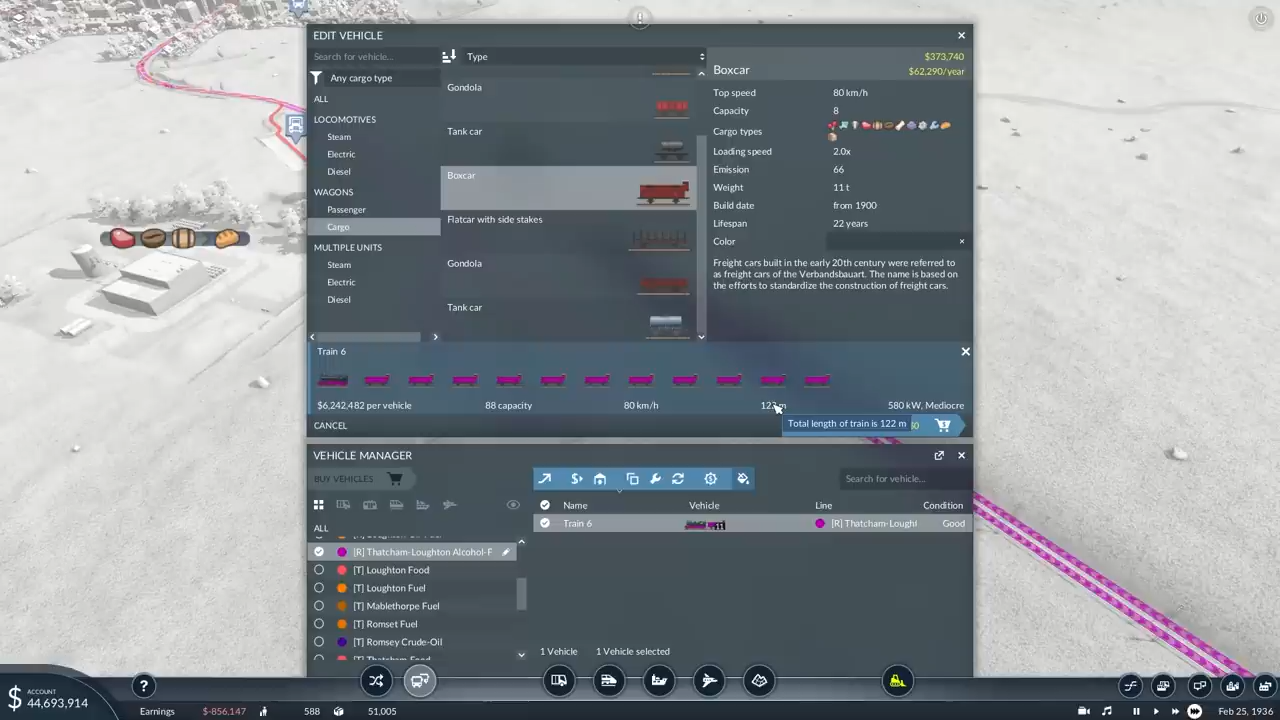 EDIT VEHICLE
Search for vehicle...
Type
Any cargo type
ALL
LOCOMOTIVES
Steam
Electric
Diesel
WAGONS
Passenger
Cargo
MULTIPLE UNITS
Steam
Electric
Diesel
Gondola
Tank car
Boxcar
Flatcar with side stakes
Gondola
Tank car
$373,740
Boxcar
$62,290/year
Top speed 80 km/h
Capacity 8
Cargo types
Loading speed 2.0x
Emission 66
Weight 11 t
Build date from 1900
Lifespan 22 years
Color
Freight cars built in the early 20th century were referred to
as freight cars of the Verbandsbauart. The name is based on
the efforts to standardize the construction of freight cars.
Train 6
$6,242,482 per vehicle 88 capacity 80 km/h 122 m 580 kW, Mediocre
CANCEL
Total length of train is 122 m
VEHICLE MANAGER
BUY VEHICLES
Search for vehicle...
ALL
[R] Thatcham-Loughton Alcohol-F
[T] Loughton Food
[T] Loughton Fuel
[T] Mablethorpe Fuel
[T] Romset Fuel
[T] Romsey Crude-Oil
[T] Thatcham Food
Name Vehicle Line Condition
Train 6 [R] Thatcham-Lought Good
1 Vehicle 1 Vehicle selected
ACCOUNT
$ 44,693,914
Earnings $-856,147 588 51,005
Feb 25, 1936